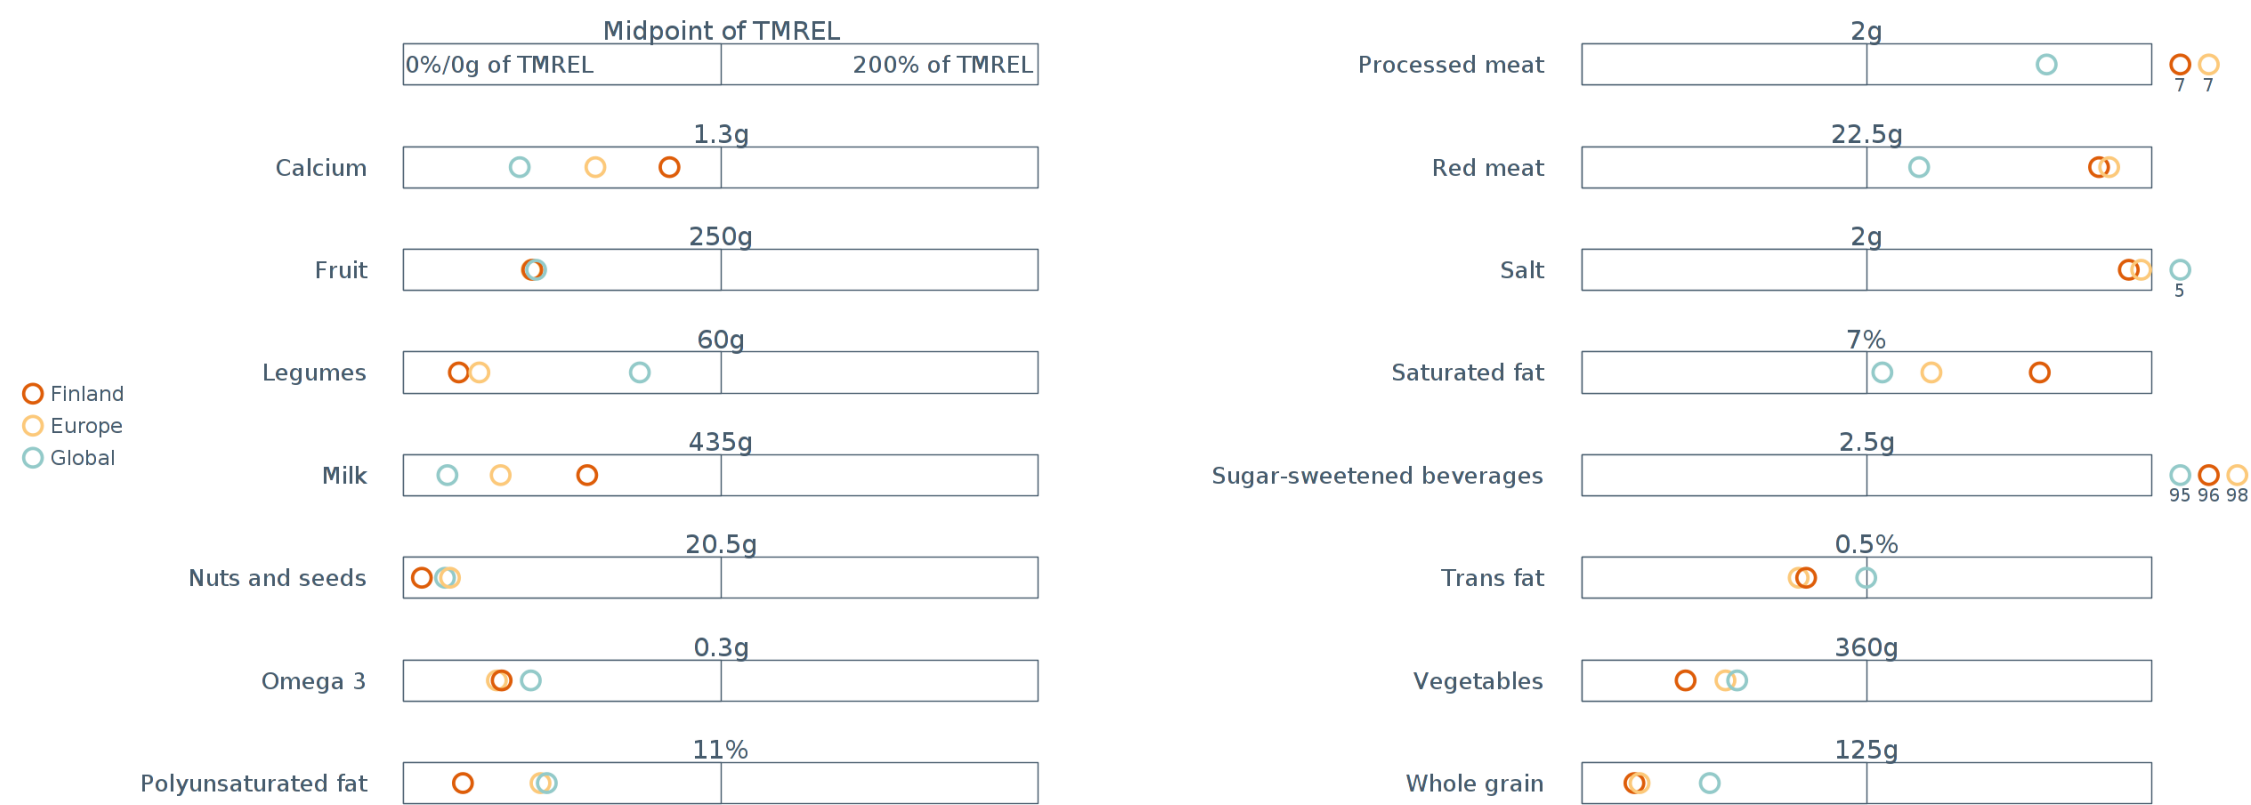 Midpoint of TMREL
0%/0g of TMREL 200% of TMREL
Calcium 1.3g
Fruit 250g
Legumes 60g
Milk 435g
Nuts and seeds 20.5g
Omega 3 0.3g
Polyunsaturated fat 11%
Finland
Europe
Global
Processed meat 2g
7 7
Red meat 22.5g
Salt 2g
5
Saturated fat 7%
Sugar-sweetened beverages 2.5g
95 96 98
Trans fat 0.5%
Vegetables 360g
Whole grain 125g